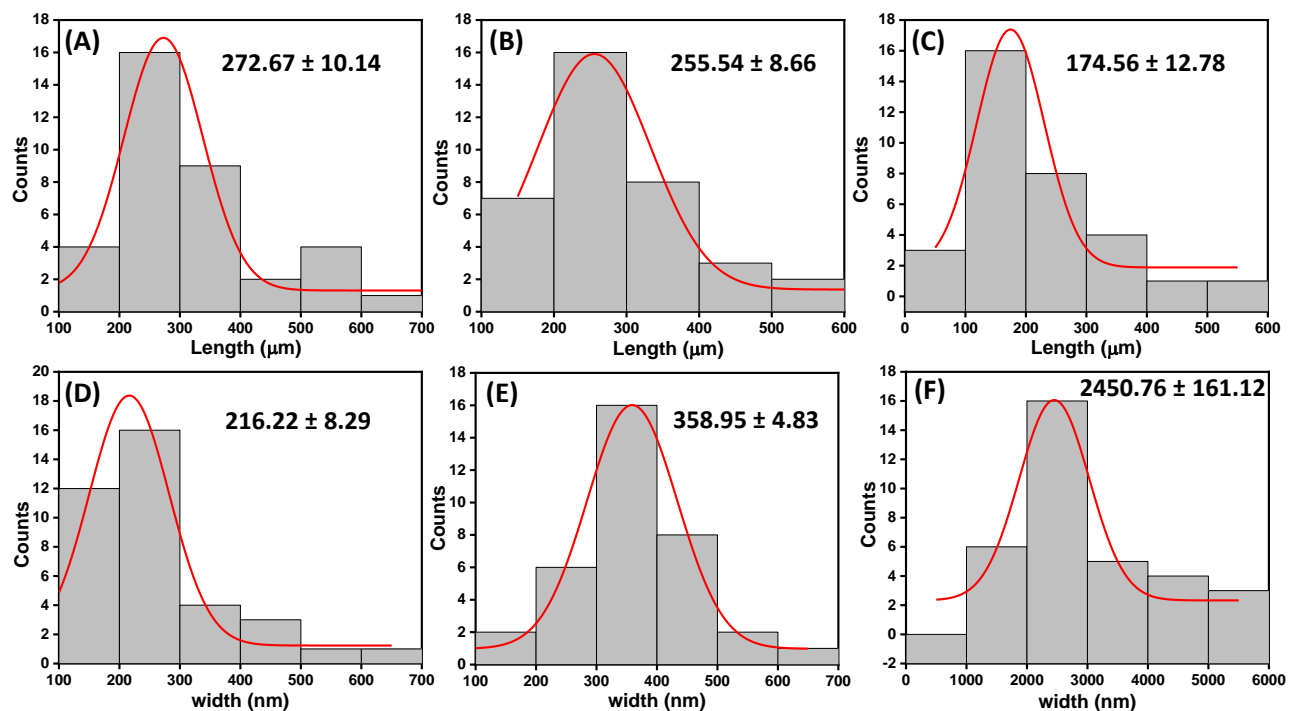 (A)
272.67 ± 10.14
Counts
18
16
14
12
10
8
6
4
2
0
100 200 300 400 500 600 700
Length (μm)
(B)
255.54 ± 8.66
Counts
18
16
14
12
10
8
6
4
2
0
100 200 300 400 500 600
Length (μm)
(C)
174.56 ± 12.78
Counts
18
16
14
12
10
8
6
4
2
0
0 100 200 300 400 500 600
Length (μm)
(D)
216.22 ± 8.29
Counts
20
18
16
14
12
10
8
6
4
2
0
100 200 300 400 500 600 700
width (nm)
(E)
358.95 ± 4.83
Counts
18
16
14
12
10
8
6
4
2
0
100 200 300 400 500 600 700
width (nm)
(F)
2450.76 ± 161.12
Counts
18
16
14
12
10
8
6
4
2
0
-2
0 1000 2000 3000 4000 5000 6000
width (nm)